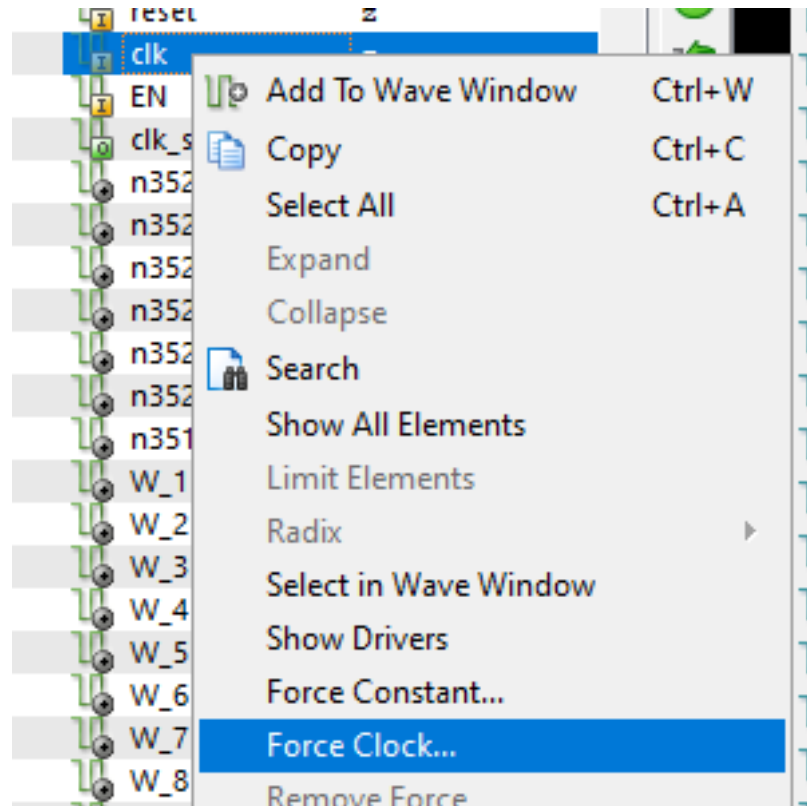 reset z
clk
EN
clk_s
n352
n352
n352
n352
n352
n352
n351
W_1
W_2
W_3
W_4
W_5
W_6
W_7
W_8
Add To Wave Window Ctrl+W
Copy Ctrl+C
Select All Ctrl+A
Expand
Collapse
Search
Show All Elements
Limit Elements
Radix
Select in Wave Window
Show Drivers
Force Constant...
Force Clock...
Remove Force